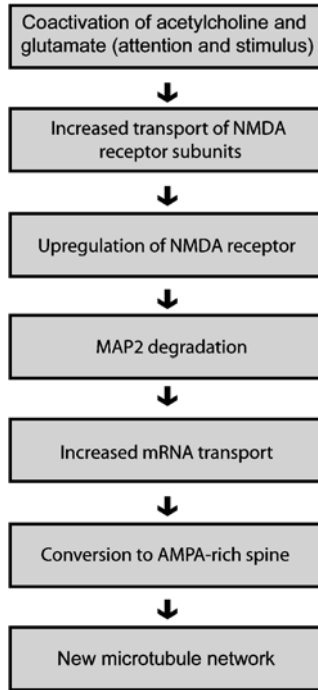 Coactivation of acetylcholine and
glutamate (attention and stimulus)
Increased transport of NMDA
receptor subunits
Upregulation of NMDA receptor
MAP2 degradation
Increased mRNA transport
Conversion to AMPA-rich spine
New microtubule network